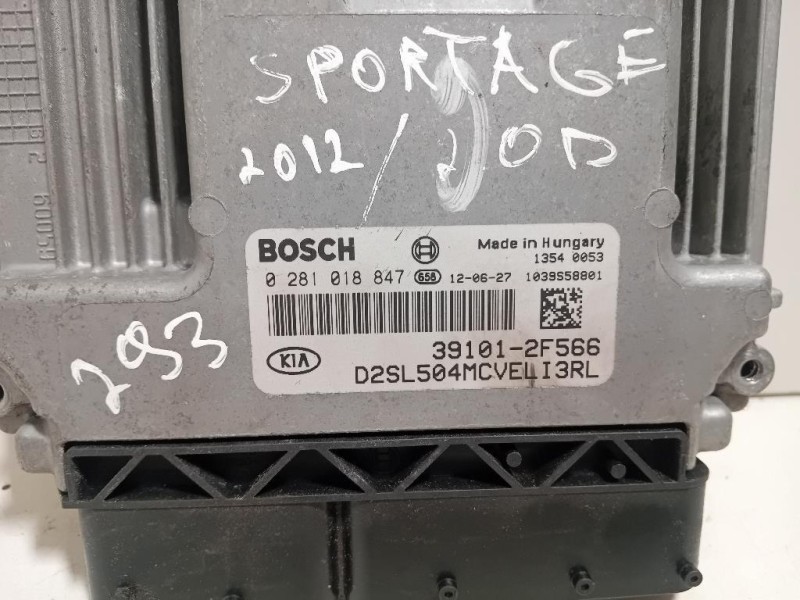 SPORTAGE
2012/20D
BOSCH
Made in Hungary
1354 0053
0 281 018 847 656 12-06-27 1039S58801
39101-2F566
KIA
D2SL504MCVELI3RL
293